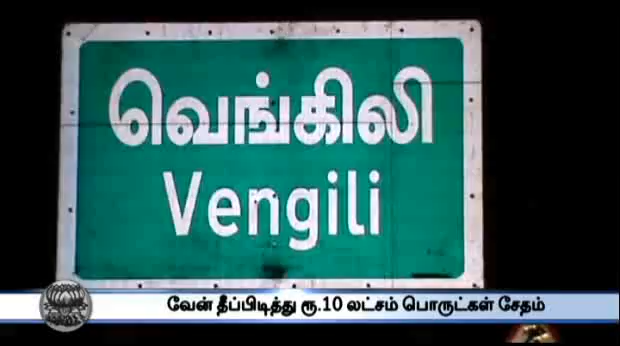 வெங்கிலி
Vengili
வேன் தீப்பிடித்து ரூ.10 லட்சம் பொருட்கள் சேதம்